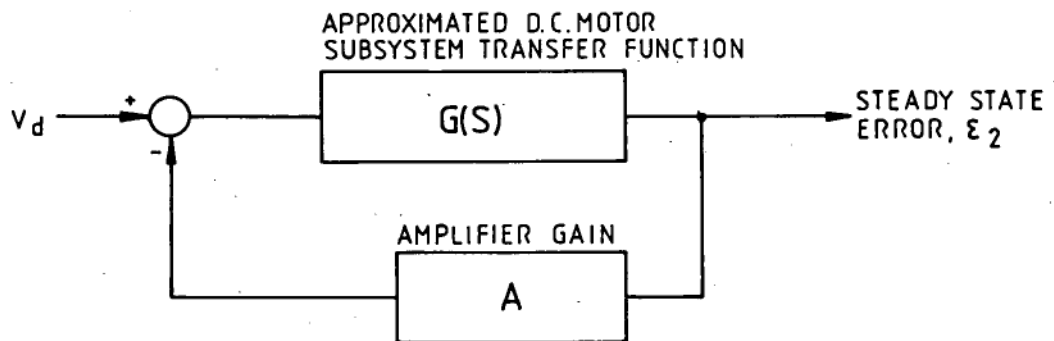 APPROXIMATED D.C. MOTOR
SUBSYSTEM TRANSFER FUNCTION
+
Vd
G(S)
STEADY STATE
ERROR, ε2
-
AMPLIFIER GAIN
A